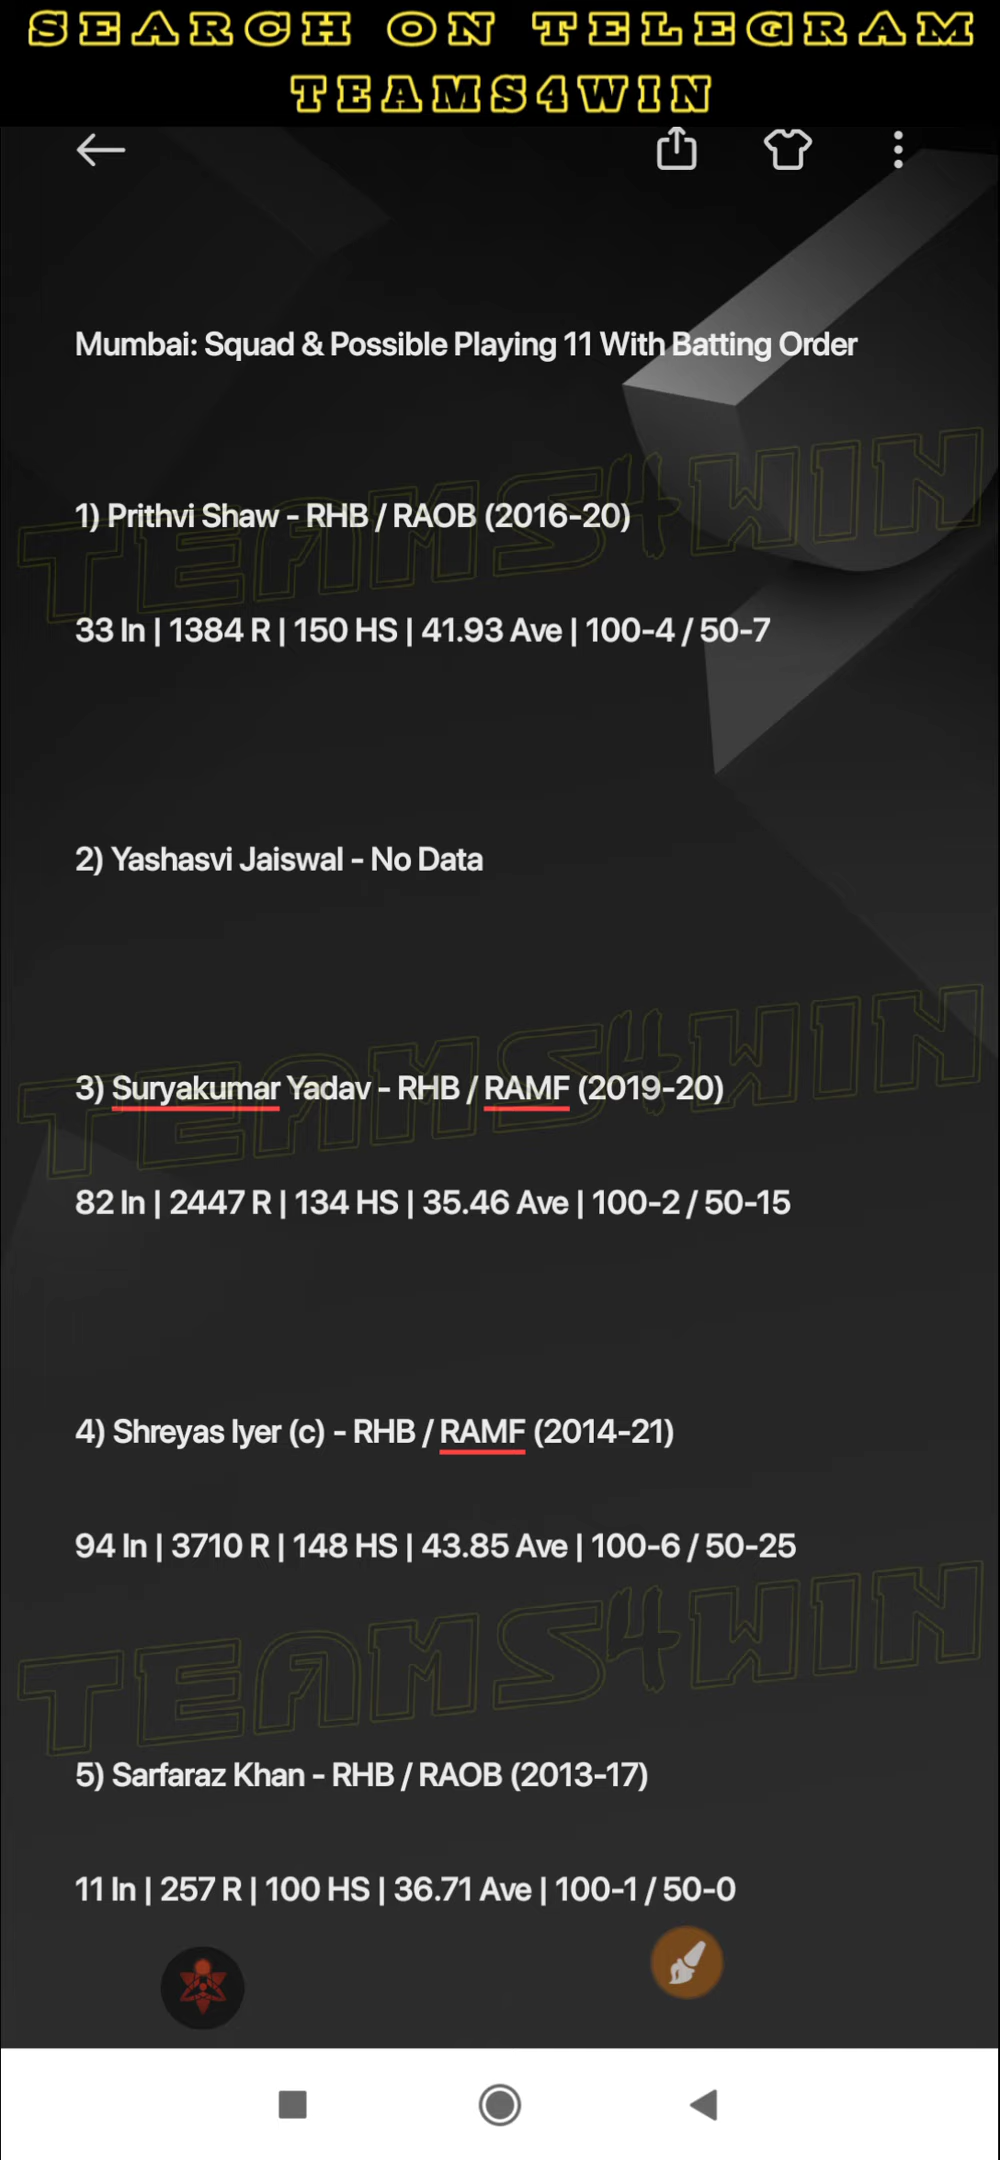 SEARCH ON TELEGRAM
TEAMS4WIN
Mumbai: Squad & Possible Playing 11 With Batting Order
TEAMS4WIN
1) Prithvi Shaw - RHB / RAOB (2016-20)
33 In | 1384 R | 150 HS | 41.93 Ave | 100-4 / 50-7
2) Yashasvi Jaiswal - No Data
TEAMS4WIN
3) Suryakumar Yadav - RHB / RAMF (2019-20)
82 In | 2447 R | 134 HS | 35.46 Ave | 100-2 / 50-15
4) Shreyas Iyer (c) - RHB / RAMF (2014-21)
94 In | 3710 R | 148 HS | 43.85 Ave | 100-6 / 50-25
TEAMS4WIN
5) Sarfaraz Khan - RHB / RAOB (2013-17)
11 In | 257 R | 100 HS | 36.71 Ave | 100-1 / 50-0